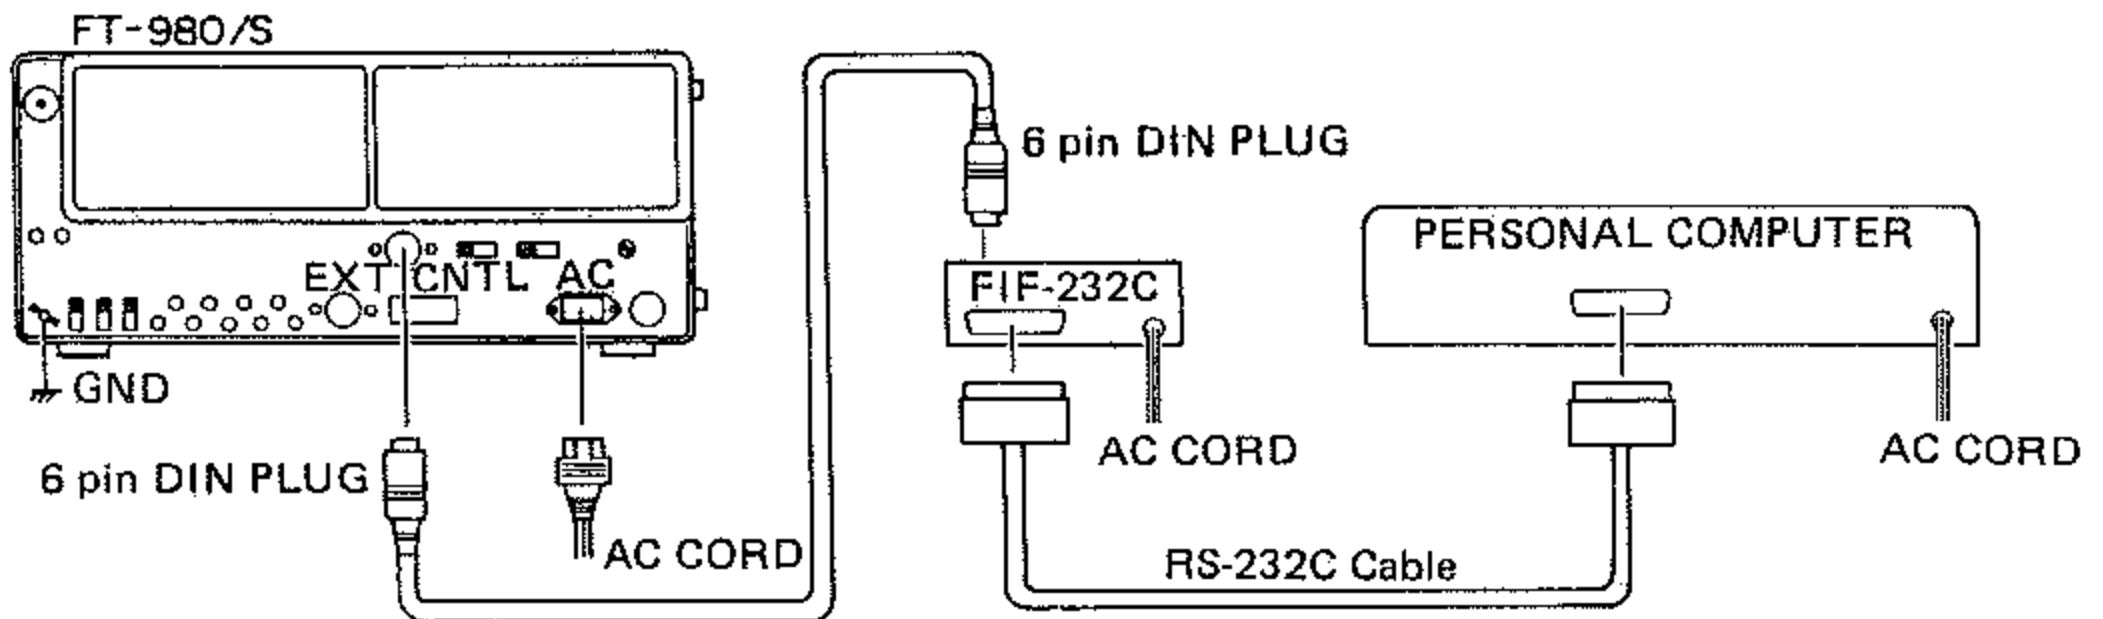 FT-980/S
6 pin DIN PLUG
PERSONAL COMPUTER
EXT CNTL AC
FIF-232C
GND
AC CORD
AC CORD
6 pin DIN PLUG
AC CORD
RS-232C Cable